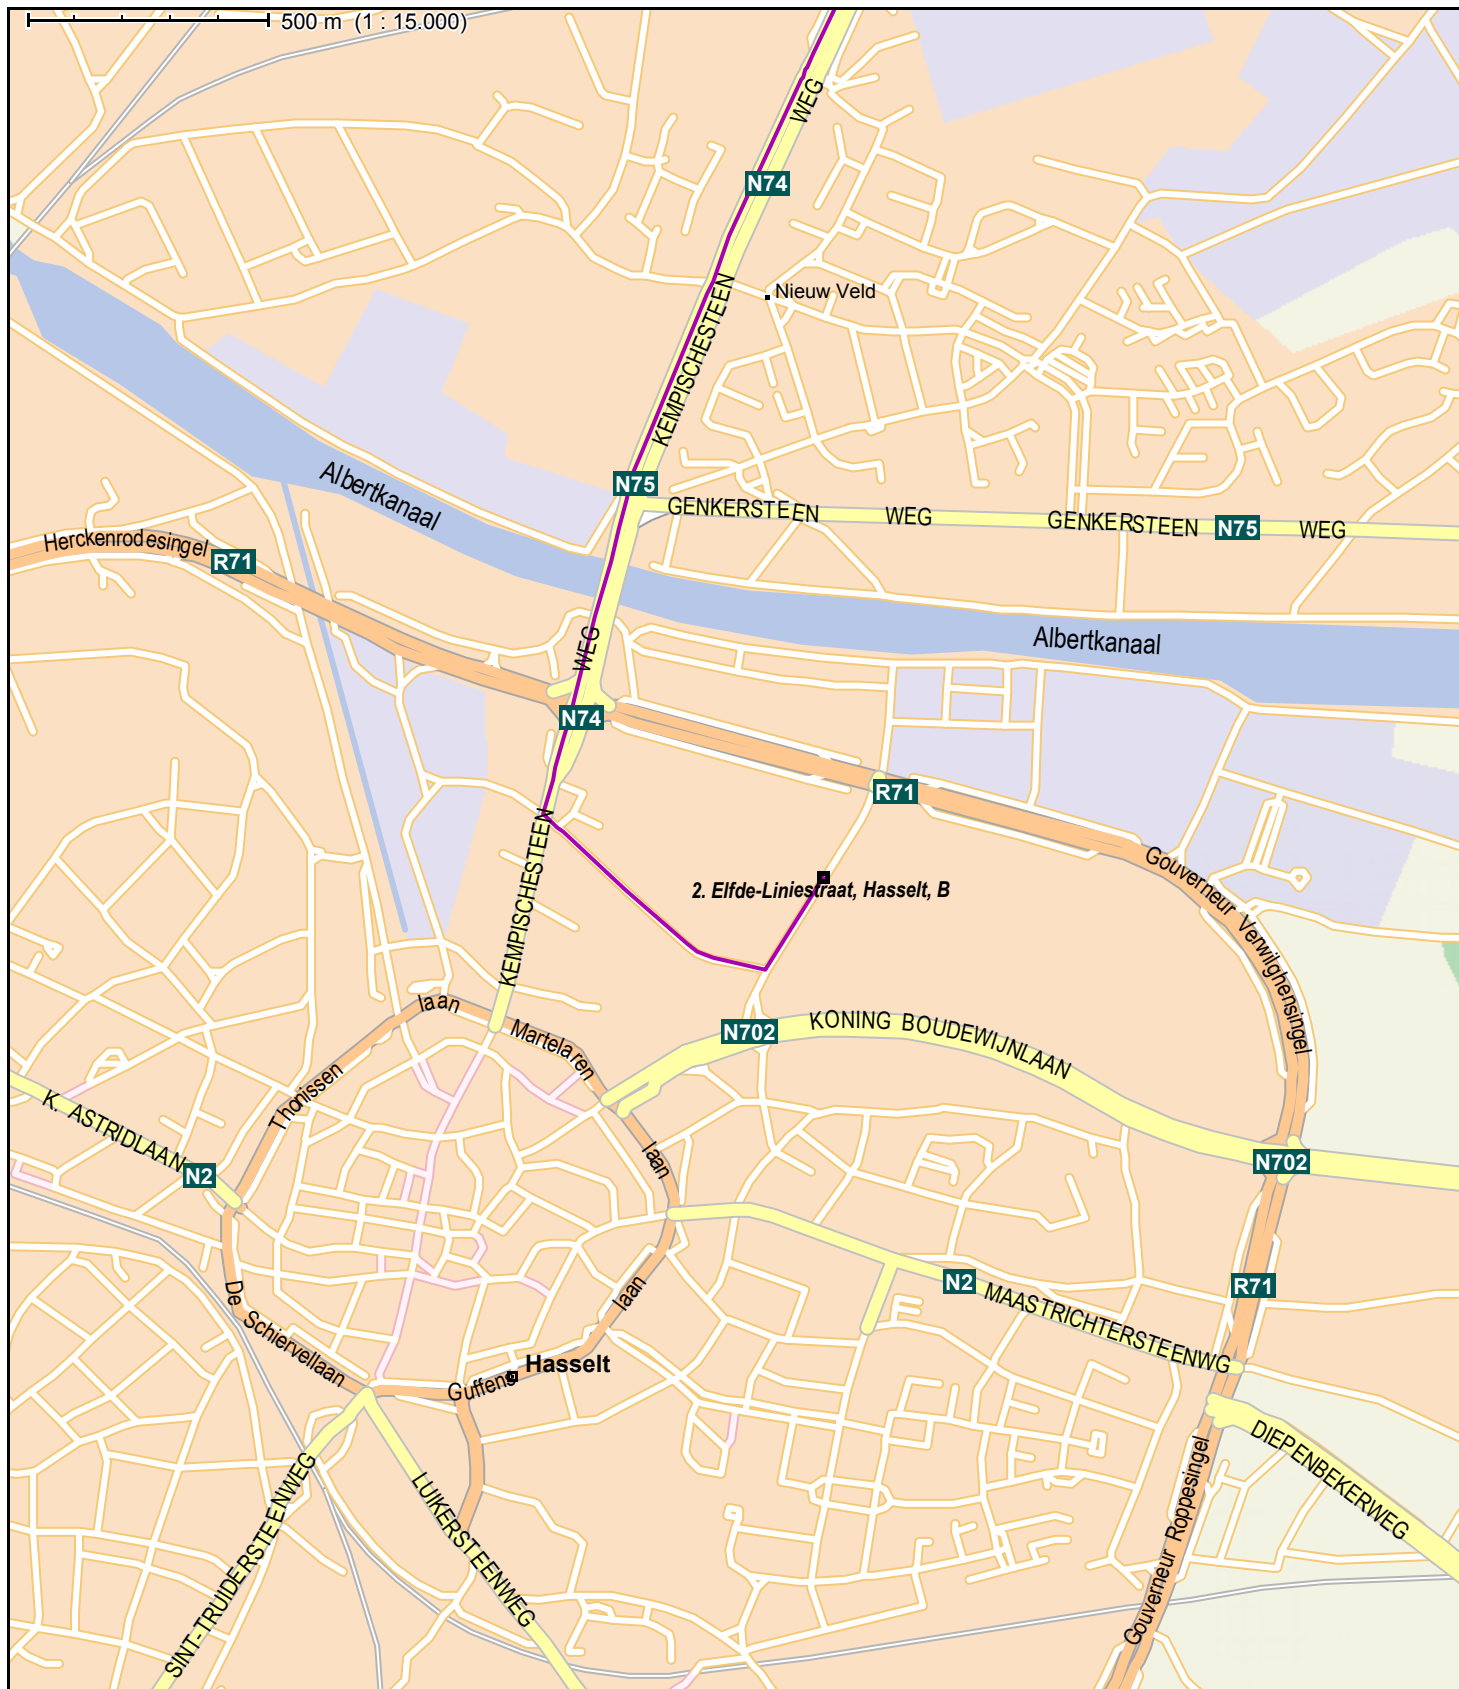 500 m (1 : 15.000)
WEG
N74
Nieuw Veld
KEMPISCHESTEEN
N75
GENKERSTEEN WEG GENKERSTEEN N75 WEG
Albertkanaal
Herckenrodesingel
R71
Albertkanaal
WEG
N74
R71
Gouverneur Verwilghensingel
2. Elfde-Liniestraat, Hasselt, B
KEMPISCHESTEEN
laan
Martelaren
N702
KONING BOUDEWIJNLAAN
Thonissen
K. ASTRIDLAAN
N2
laan
N702
De Schiervellaan
laan
N2
MAASTRICHTERSTEENWG
R71
Hasselt
Guffens
DIEPENBEKERWEG
Gouverneur Roppesingel
LUIKERSTEENWEG
SINT-TRUIDERSTEENWEG